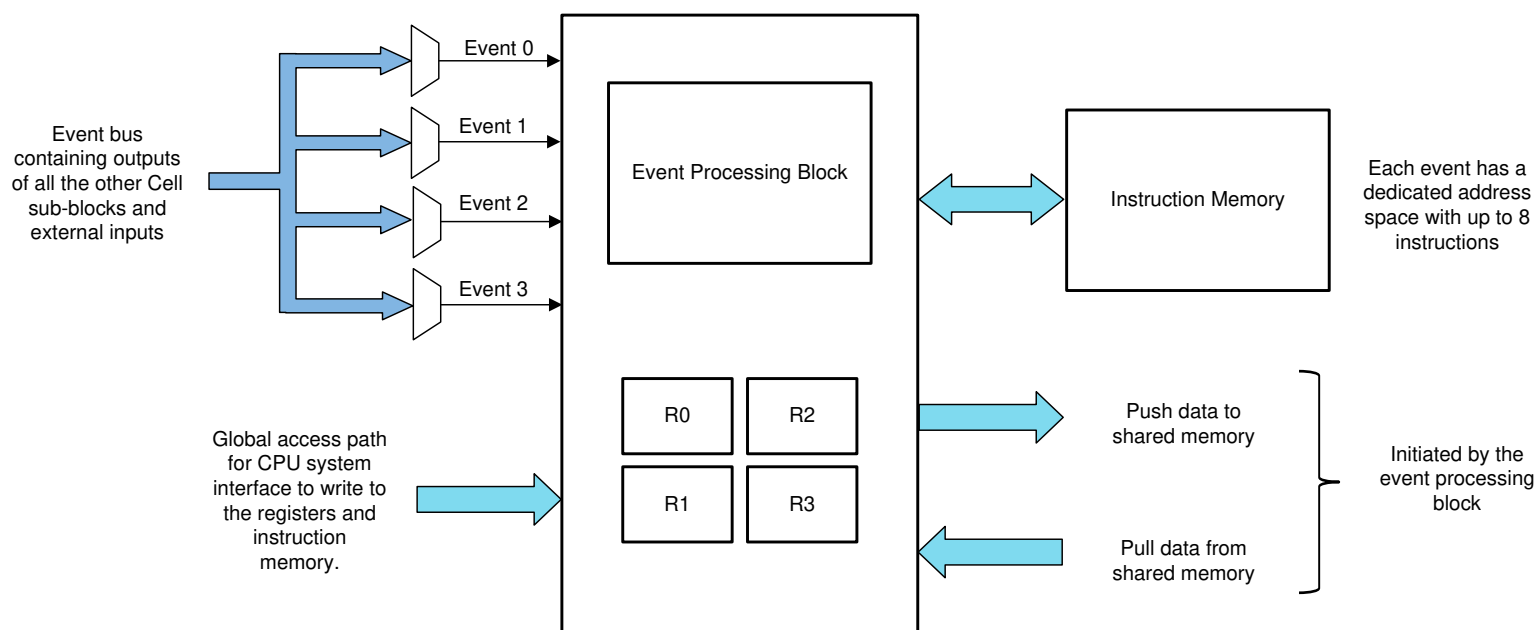 Event bus
containing outputs
of all the other Cell
sub-blocks and
external inputs
Event 0
Event 1
Event 2
Event 3
Event Processing Block
Instruction Memory
Each event has a
dedicated address
space with up to 8
instructions
Global access path
for CPU system
interface to write to
the registers and
instruction
memory.
R0
R2
R1
R3
Push data to
shared memory
Pull data from
shared memory
Initiated by the
event processing
block